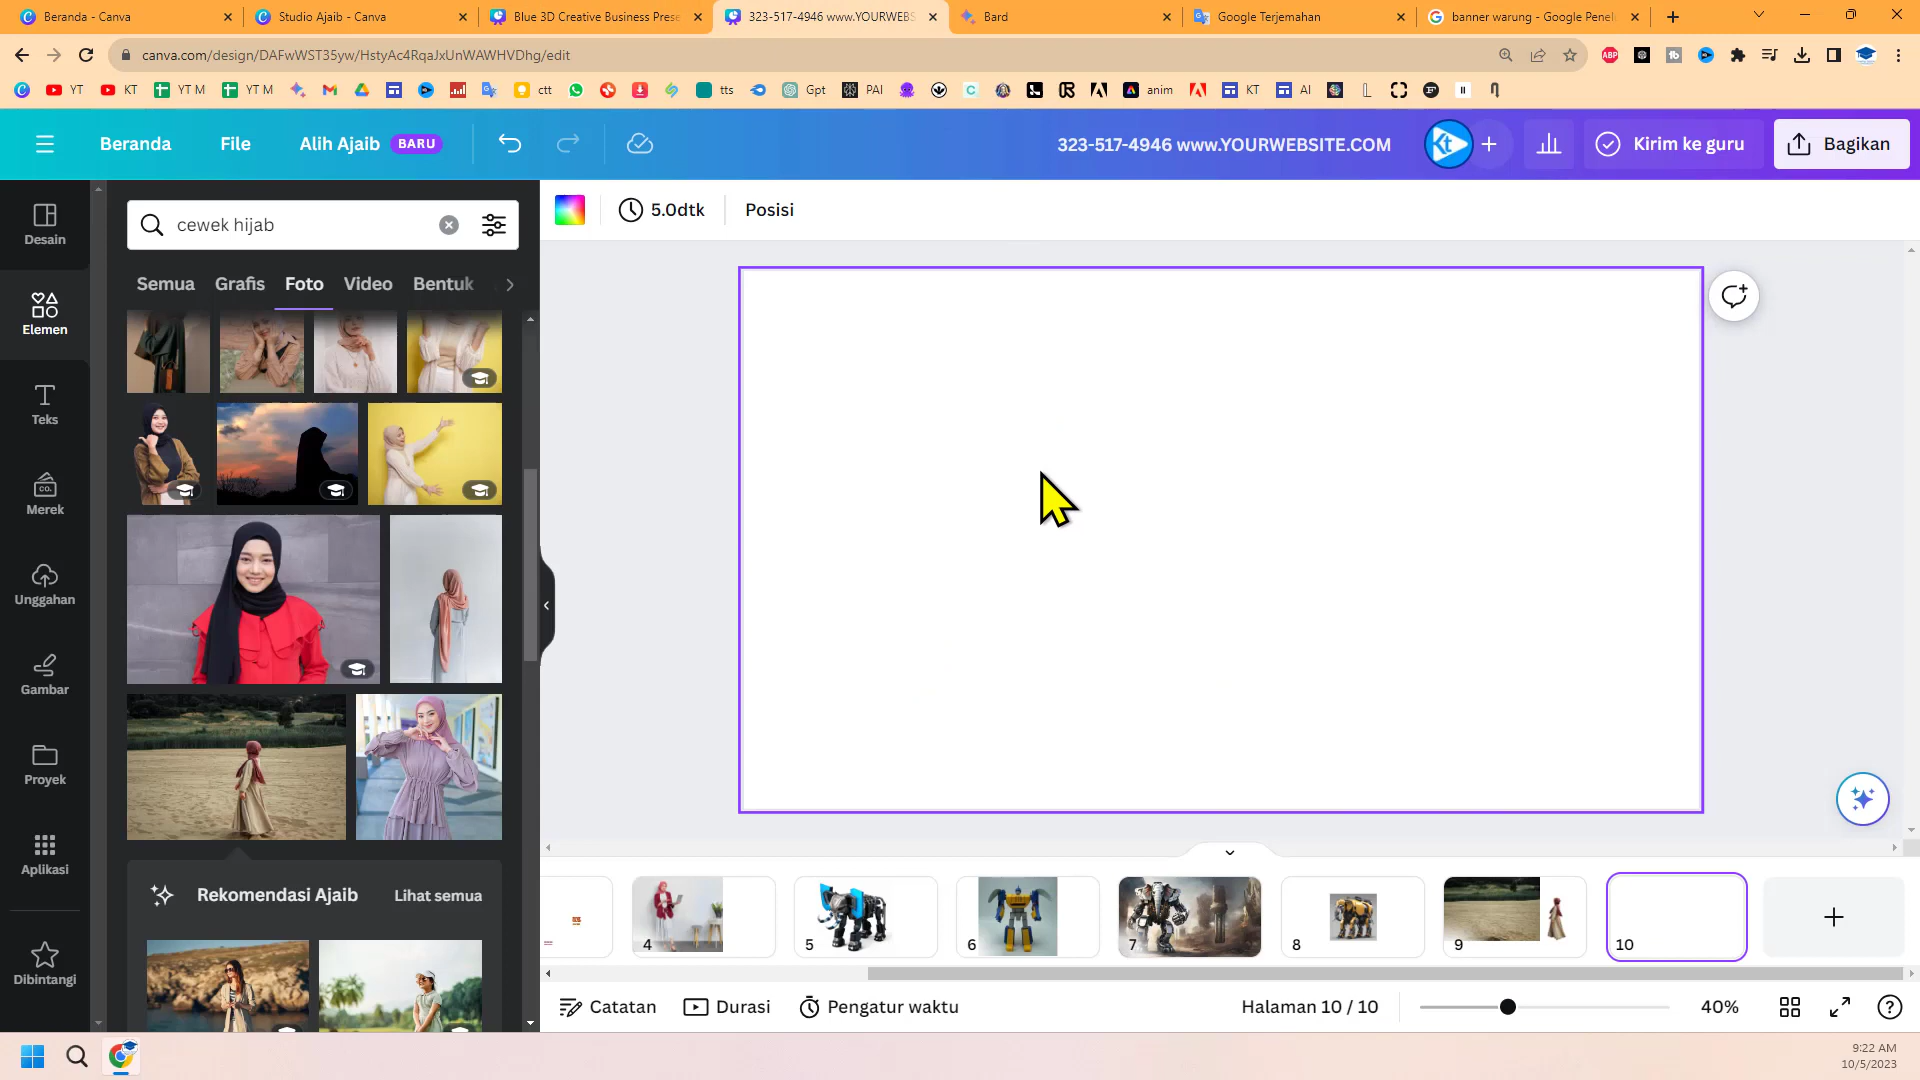 Beranda - Canva
Studio Ajaib - Canva
Blue 3D Creative Business Prese
323-517-4946 www.YOURWEBS
Bard
Google Terjemahan
banner warung - Google Penel
canva.com/design/DAFwWST35yw/HstyAc4RqaJxUnWAWHVDhg/edit
YT
KT
YT M
YT M
ctt
tts
Gpt
PAI
anim
KT
AI
Beranda
File
Alih Ajaib
BARU
323-517-4946 www.YOURWEBSITE.COM
Kt
Kirim ke guru
Bagikan
cewek hijab
5.0dtk
Posisi
Semua
Grafis
Foto
Video
Bentuk
Desain
Elemen
Teks
Merek
Unggahan
Gambar
Proyek
Aplikasi
Dibintangi
Rekomendasi Ajaib
Lihat semua
4
5
6
7
8
9
10
Catatan
Durasi
Pengatur waktu
Halaman 10 / 10
40%
9:22 AM
10/5/2023